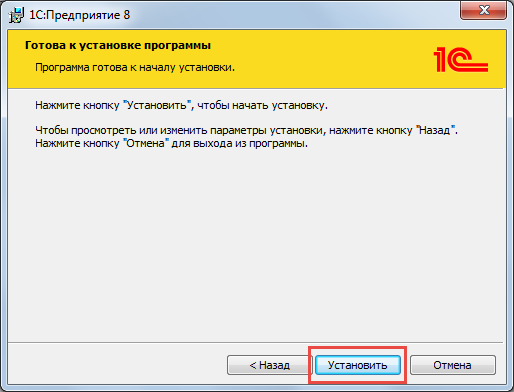 1С:Предприятие 8
Готова к установке программы
Программа готова к началу установки.
1C
Нажмите кнопку "Установить", чтобы начать установку.
Чтобы просмотреть или изменить параметры установки, нажмите кнопку "Назад".
Нажмите кнопку "Отмена" для выхода из программы.
< Назад
Установить
Отмена